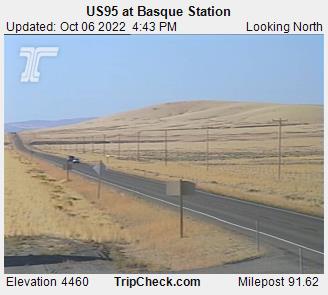 US95 at Basque Station
Updated: Oct 06 2022 4:43 PM Looking North
Elevation 4460 TripCheck.com Milepost 91.62